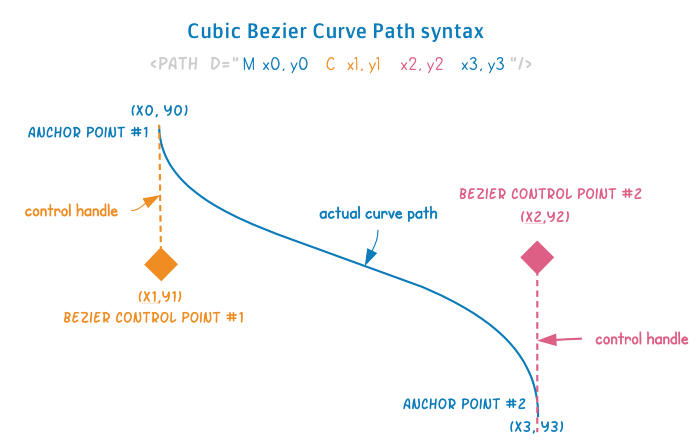 Cubic Bezier Curve Path syntax
<PATH D="M x0, y0 C x1, y1 x2, y2 x3, y3"/>
(X0, Y0)
ANCHOR POINT #1
BEZIER CONTROL POINT #2
(X2,Y2)
control handle
actual curve path
(X1,Y1)
BEZIER CONTROL POINT #1
control handle
ANCHOR POINT #2
(X3, Y3)